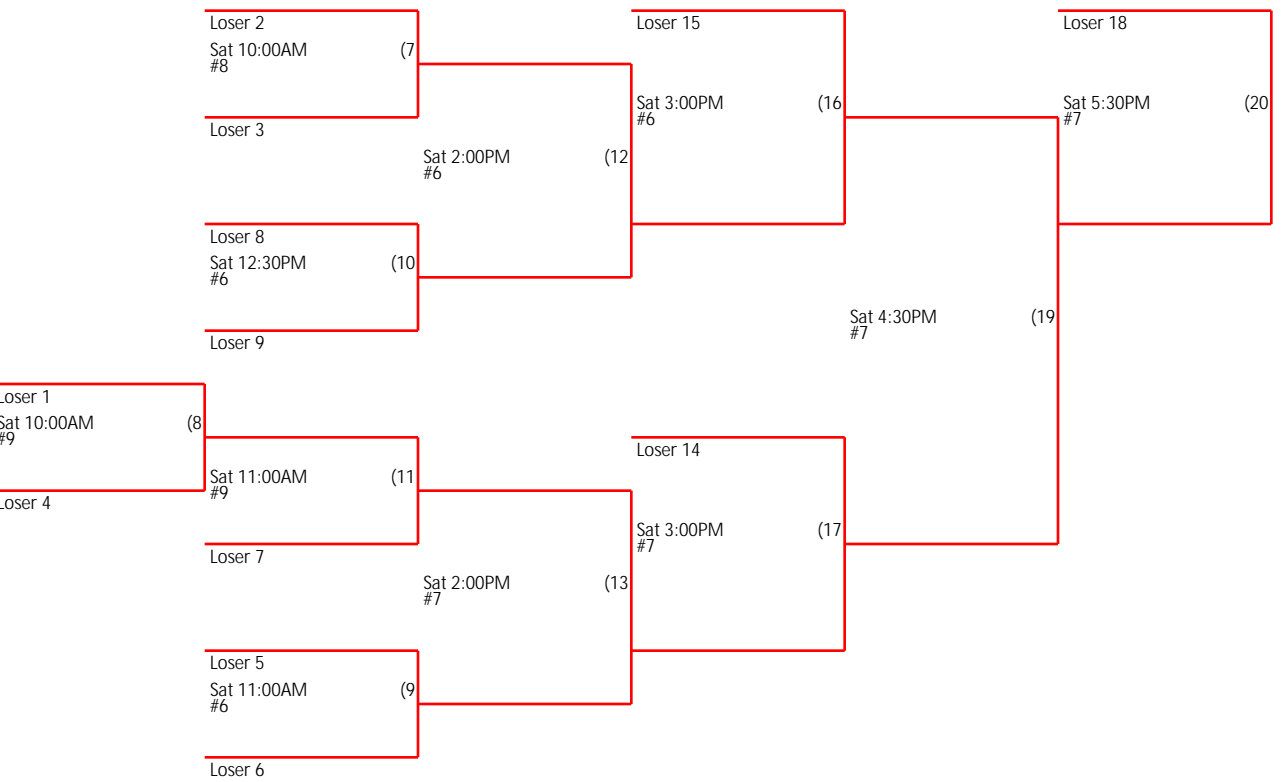 Loser 2
Sat 10:00AM (7
#8
Loser 3
Loser 15
Sat 3:00PM (16
#6
Loser 18
Sat 5:30PM (20
#7
Sat 2:00PM (12
#6
Loser 8
Sat 12:30PM (10
#6
Loser 9
Sat 4:30PM (19
#7
Loser 1
Sat 10:00AM (8
#9
Loser 4
Sat 11:00AM (11
#9
Loser 7
Loser 14
Sat 3:00PM (17
#7
Sat 2:00PM (13
#7
Loser 5
Sat 11:00AM (9
#6
Loser 6